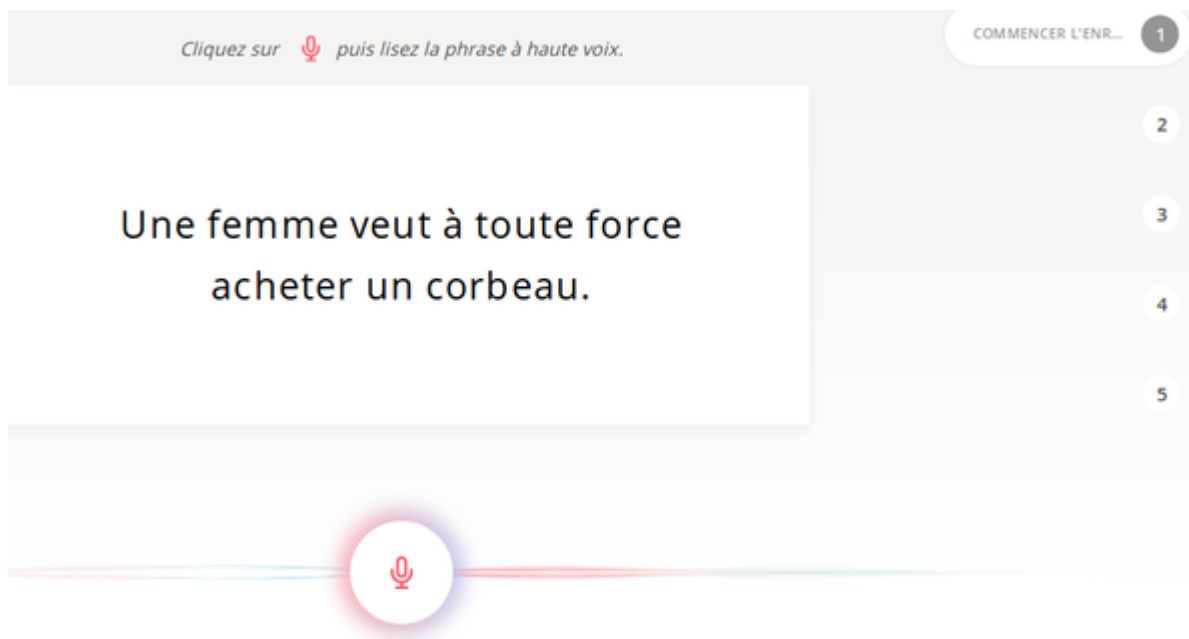 Cliquez sur puis lisez la phrase à haute voix.
COMMENCER L'ENR... 1
2
Une femme veut à toute force
3
acheter un corbeau.
4
5